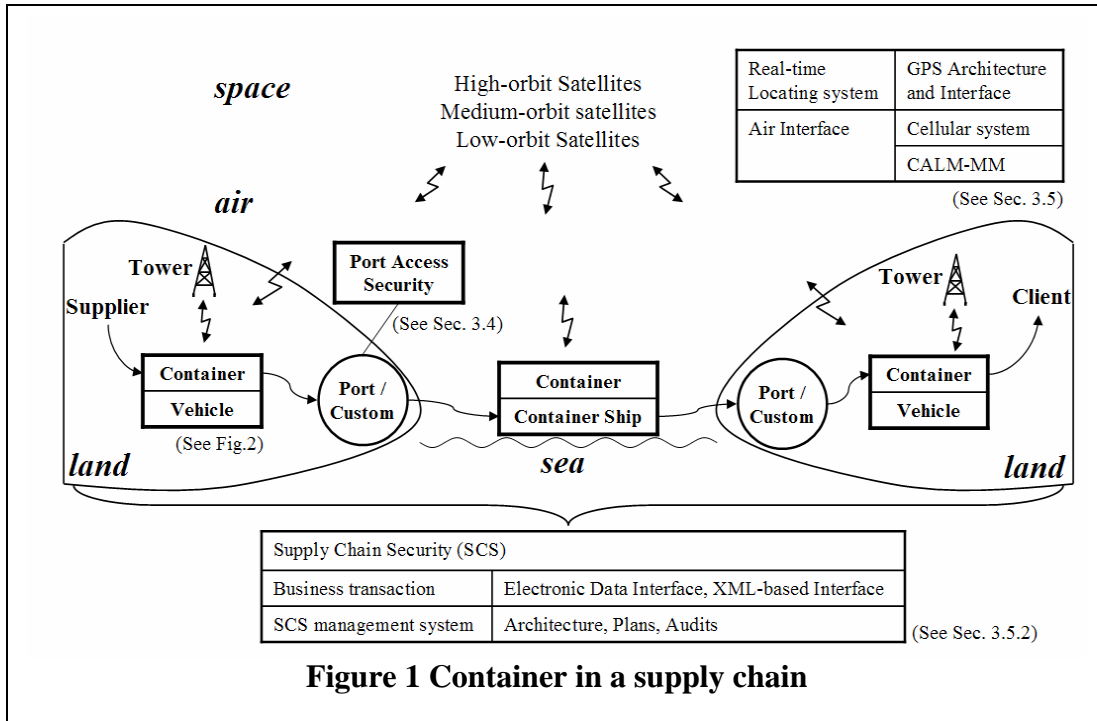 space
High-orbit Satellites
Medium-orbit satellites
Low-orbit Satellites
Real-time
Locating system
GPS Architecture
and Interface
Air Interface
Cellular system
CALM-MM
(See Sec. 3.5)
air
Tower
Supplier
Port Access
Security
(See Sec. 3.4)
Tower
Client
Container
Vehicle
(See Fig.2)
Port /
Custom
Container
Container Ship
Port /
Custom
Container
Vehicle
land
sea
land
Supply Chain Security (SCS)
Business transaction
Electronic Data Interface, XML-based Interface
SCS management system
Architecture, Plans, Audits
(See Sec. 3.5.2)
Figure 1 Container in a supply chain